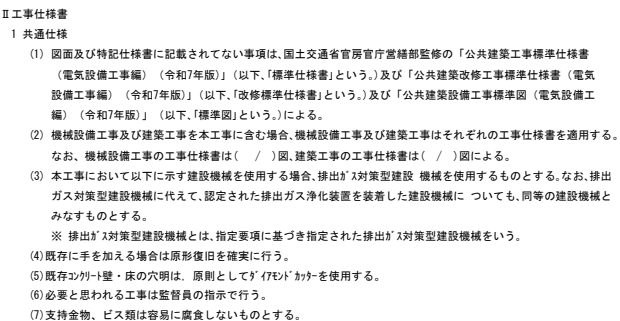 Ⅱ工事仕様書
1 共通仕様
(1) 図面及び特記仕様書に記載されてない事項は、国土交通省官房官庁営繕部監修の「公共建築工事標準仕様書
(電気設備工事編)(令和7年版)」(以下、「標準仕様書」という。)及び「公共建築改修工事標準仕様書(電気
設備工事編)(令和7年版)」(以下、「改修標準仕様書」という。)及び「公共建築設備工事標準図(電気設備工
編)(令和7年版)」(以下、「標準図」という。)による。
(2) 機械設備工事及び建築工事を本工事に含む場合、機械設備工事及び建築工事はそれぞれの工事仕様書を適用する。
なお、機械設備工事の工事仕様書は( / )図、建築工事の工事仕様書は( / )図による。
(3) 本工事において以下に示す建設機械を使用する場合、排出ガス対策型建設 機械を使用するものとする。なお、排出
ガス対策型建設機械に代えて、認定された排出ガス浄化装置を装着した建設機械に ついても、同等の建設機械と
みなすものとする。
※ 排出ガス対策型建設機械とは、指定要項に基づき指定された排出ガス対策型建設機械をいう。
(4)既存に手を加える場合は原形復旧を確実に行う。
(5)既存コンクリート壁・床の穴明は、原則としてダイアモンドカッターを使用する。
(6)必要と思われる工事は監督員の指示で行う。
(7)支持金物、ビス類は容易に腐食しないものとする。